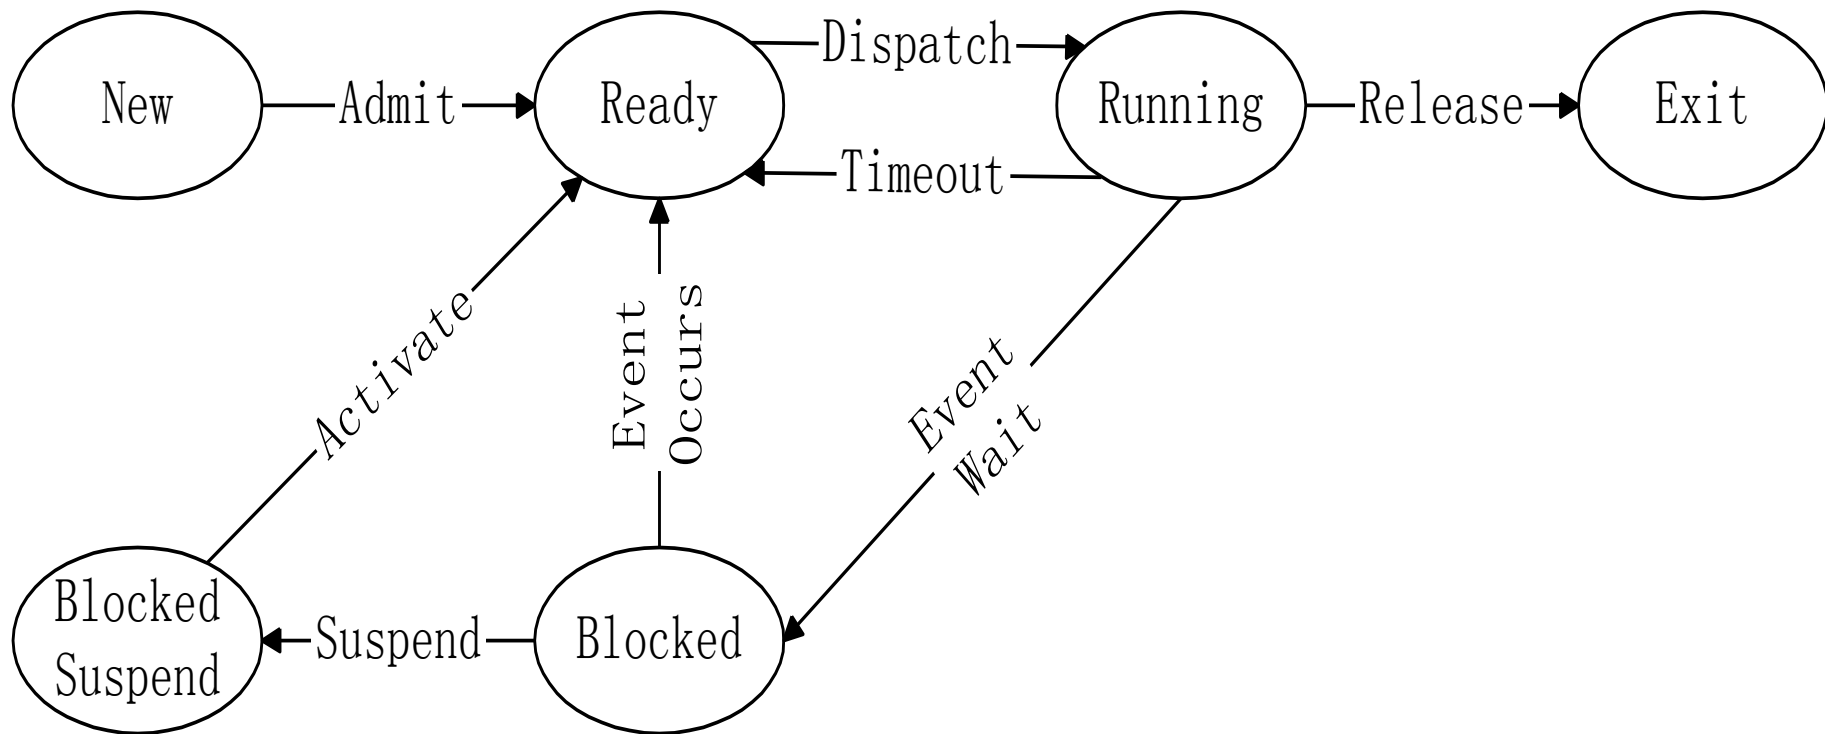 Dispatch
New
Admit
Ready
Running
Release
Exit
Timeout
Activate
Event
Occurs
Event
Wait
Blocked
Suspend
Suspend
Blocked